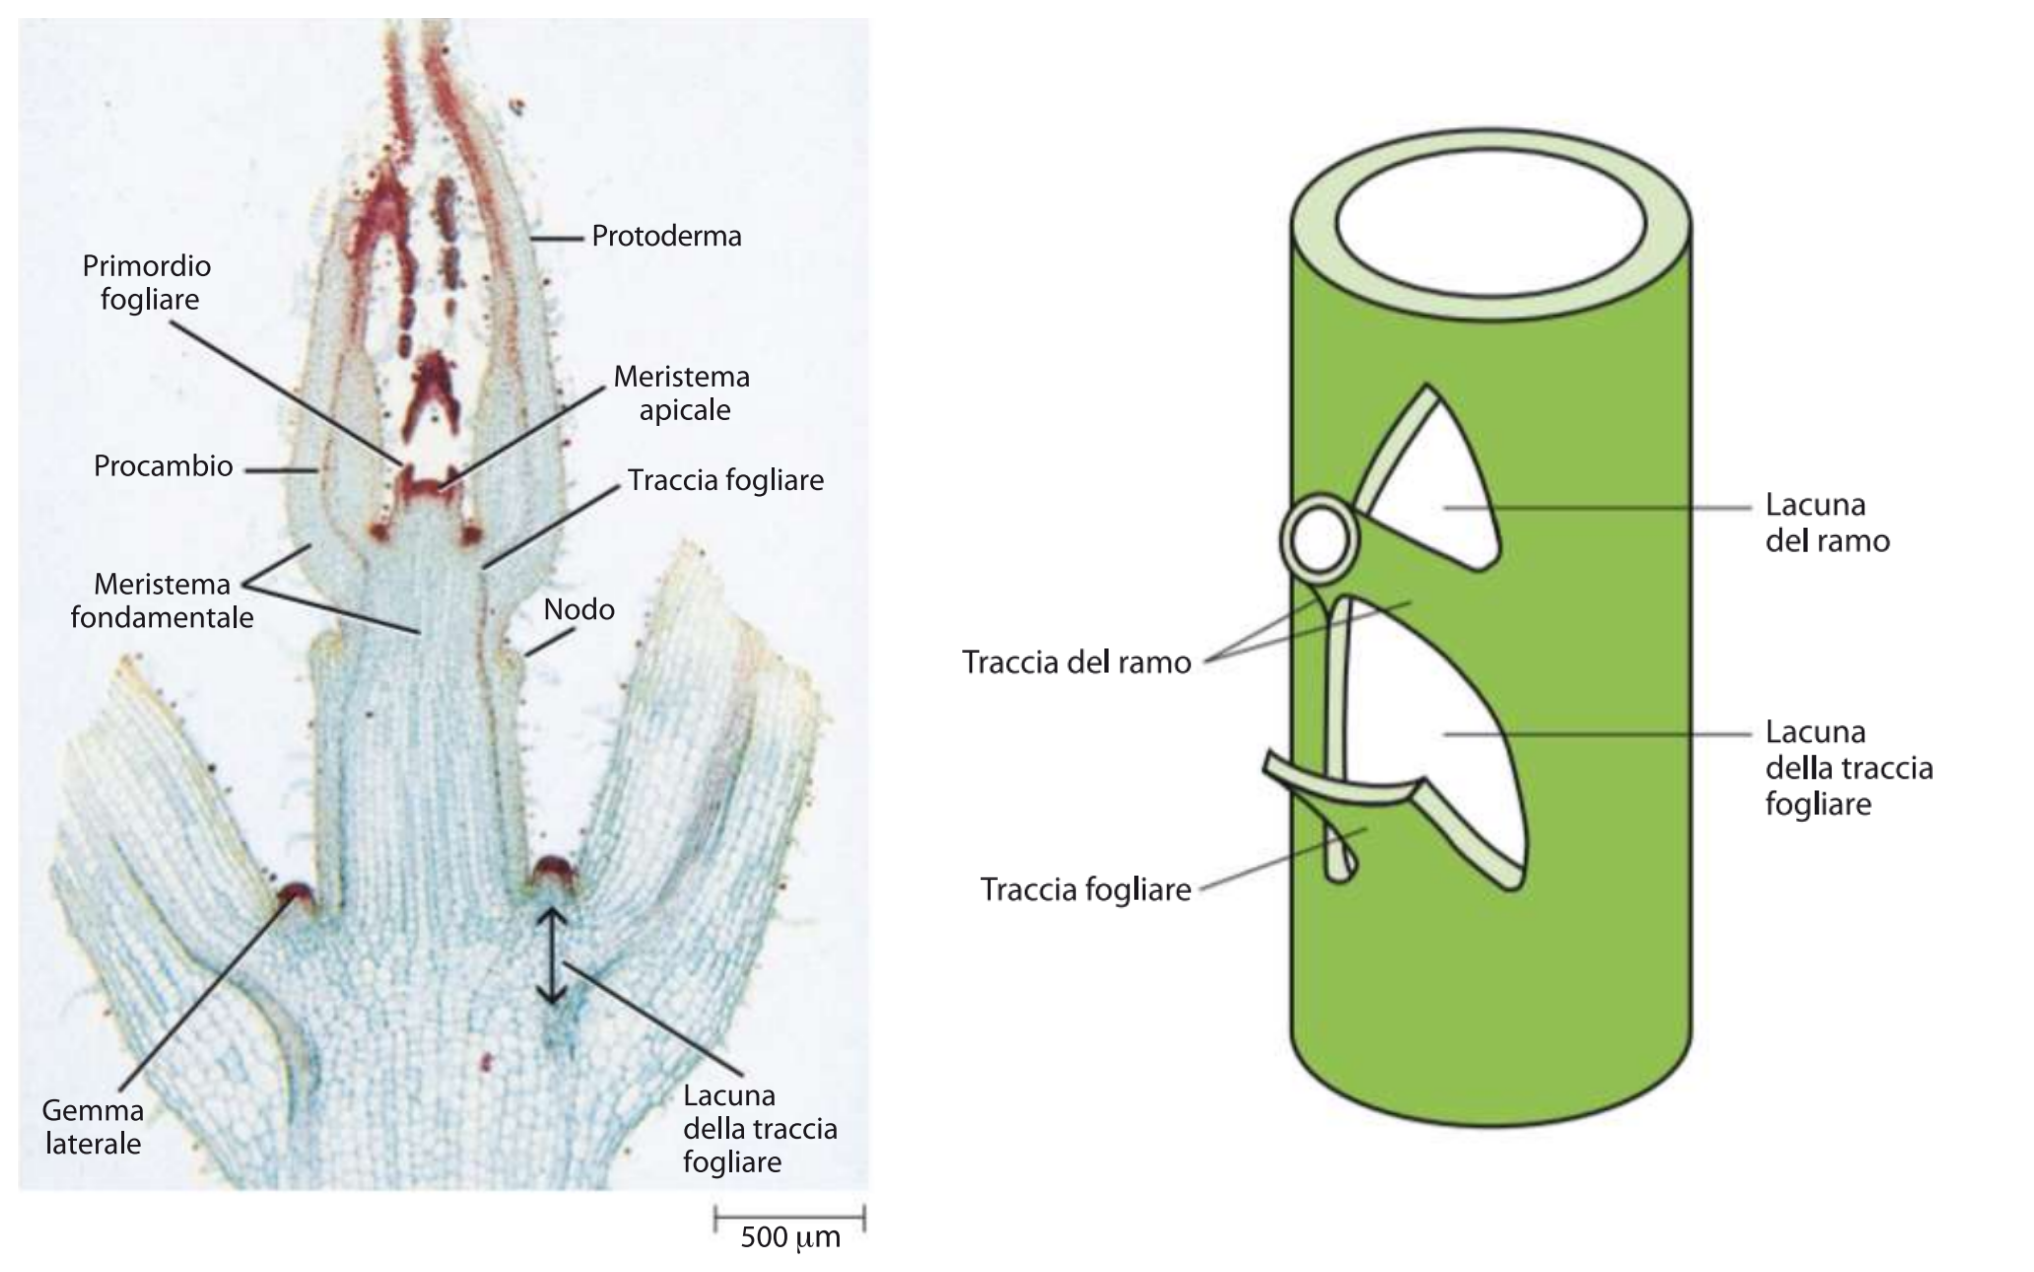 Protoderma
Primordio
fogliare
Meristema
apicale
Procambio
Traccia fogliare
Meristema
fondamentale
Nodo
Gemma
laterale
Lacuna
della traccia
fogliare
500 μm
Lacuna
del ramo
Traccia del ramo
Lacuna
della traccia
fogliare
Traccia fogliare